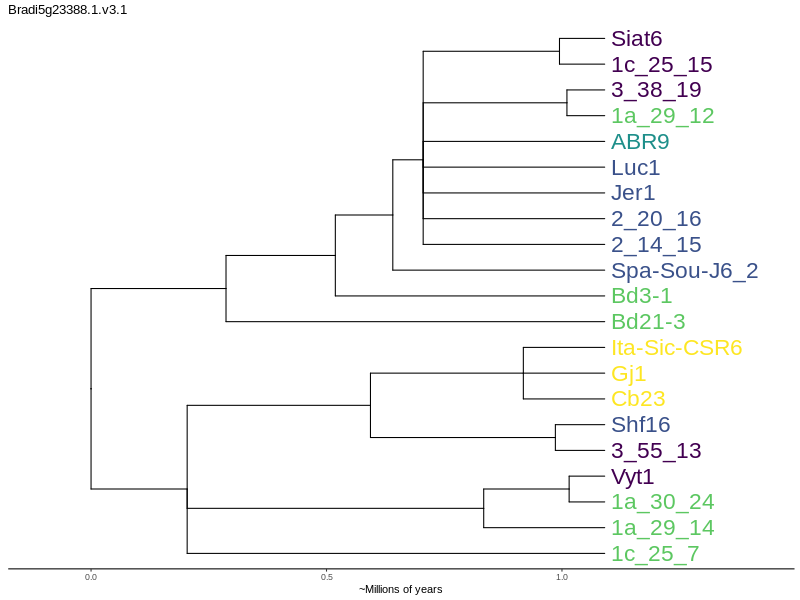 Bradi5g23388.1.v3.1
Siat6
1c_25_15
3_38_19
1a_29_12
ABR9
Luc1
Jer1
2_20_16
2_14_15
Spa-Sou-J6_2
Bd3-1
Bd21-3
Ita-Sic-CSR6
Gj1
Cb23
Shf16
3_55_13
Vyt1
1a_30_24
1a_29_14
1c_25_7
0.0 0.5 1.0
~Millions of years